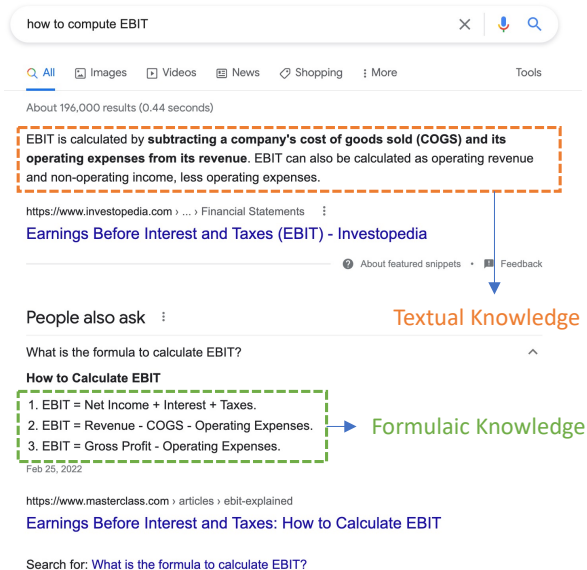 how to compute EBIT
All Images Videos News Shopping More Tools
About 196,000 results (0.44 seconds)
EBIT is calculated by subtracting a company's cost of goods sold (COGS) and its
operating expenses from its revenue. EBIT can also be calculated as operating revenue
and non-operating income, less operating expenses.
https://www.investopedia.com › ... › Financial Statements
Earnings Before Interest and Taxes (EBIT) - Investopedia
About featured snippets • Feedback
Textual Knowledge
People also ask
What is the formula to calculate EBIT?
How to Calculate EBIT
1. EBIT = Net Income + Interest + Taxes.
2. EBIT = Revenue - COGS - Operating Expenses.
3. EBIT = Gross Profit - Operating Expenses.
Formulaic Knowledge
Feb 25, 2022
https://www.masterclass.com › articles › ebit-explained
Earnings Before Interest and Taxes: How to Calculate EBIT
Search for: What is the formula to calculate EBIT?